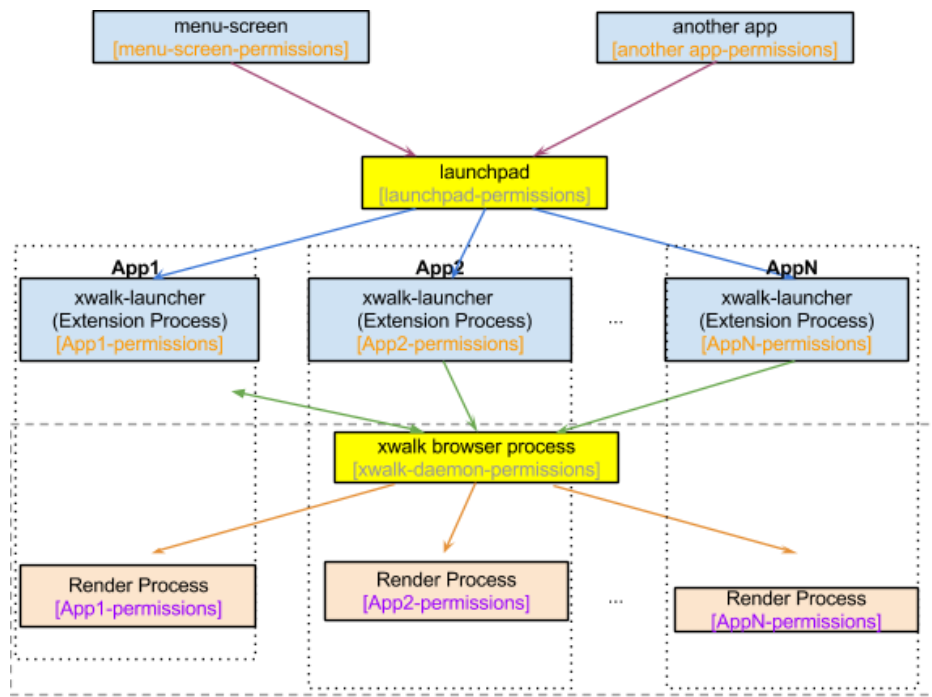 menu-screen
[menu-screen-permissions]
another app
[another app-permissions]
launchpad
[launchpad-permissions]
App1
App2
AppN
xwalk-launcher
(Extension Process)
[App1-permissions]
xwalk-launcher
(Extension Process)
[App2-permissions]
...
xwalk-launcher
(Extension Process)
[AppN-permissions]
xwalk browser process
[xwalk-daemon-permissions]
Render Process
[App1-permissions]
Render Process
[App2-permissions]
...
Render Process
[AppN-permissions]